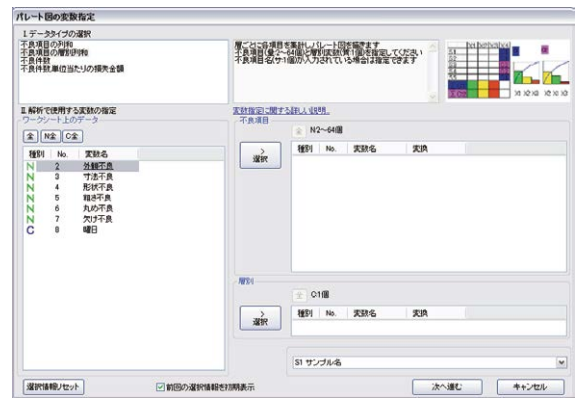 パレート図の変数指定
Ⅰ.データタイプの選択
不良項目の列和
不良項目の層別列和
不良件数
不良件数,単位当たりの損失金額
層ごとに各項目を集計しパレート図を描きます
不良項目(量2～64個)と層別変数(質1個)を指定してください
不良項目名(サ1個)が入力されている場合は指定できます
Ⅱ.解析で使用する変数の指定
変数指定に関する詳しい説明
ワークシート上のデータ
全 N全 C全
種別 No. 変数名
N 2 外観不良
N 3 寸法不良
N 4 形状不良
N 5 粗さ不良
N 6 丸め不良
N 7 欠け不良
C 8 曜日
不良項目
全 N2～64個
> 選択
種別 No. 変数名 変換
層別
全 C1個
> 選択
種別 No. 変数名 変換
S1 サンプル名
選択情報リセット
前回の選択情報を初期表示
次へ進む
キャンセル